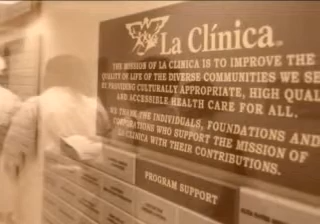 La Clínica
THE MISSION OF LA CLINICA IS TO IMPROVE THE
QUALITY OF LIFE OF THE DIVERSE COMMUNITIES WE SE
BY PROVIDING CULTURALLY APPROPRIATE, HIGH QUAL
AND ACCESSIBLE HEALTH CARE FOR ALL.
WE THANK THE INDIVIDUALS, FOUNDATIONS AND
CORPORATIONS WHO SUPPORT THE MISSION OF
LA CLINICA WITH THEIR CONTRIBUTIONS.
PROGRAM SUPPORT